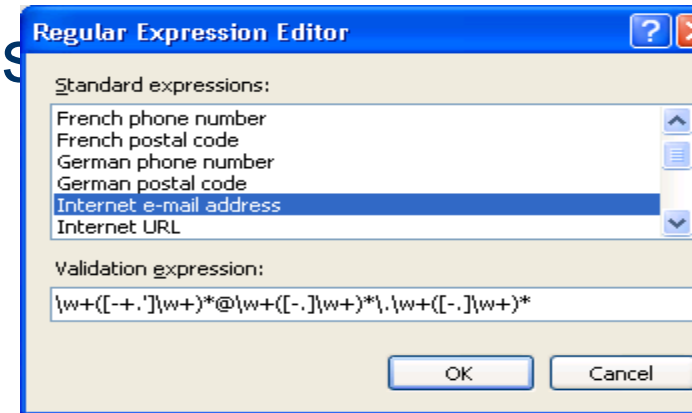 Regular Expression Editor
S
Standard expressions:
French phone number
French postal code
German phone number
German postal code
Internet e-mail address
Internet URL
Validation expression:
\w+([-+.']\w+)*@\w+([-.]\w+)*\.\w+([-.]\w+)*
OK Cancel